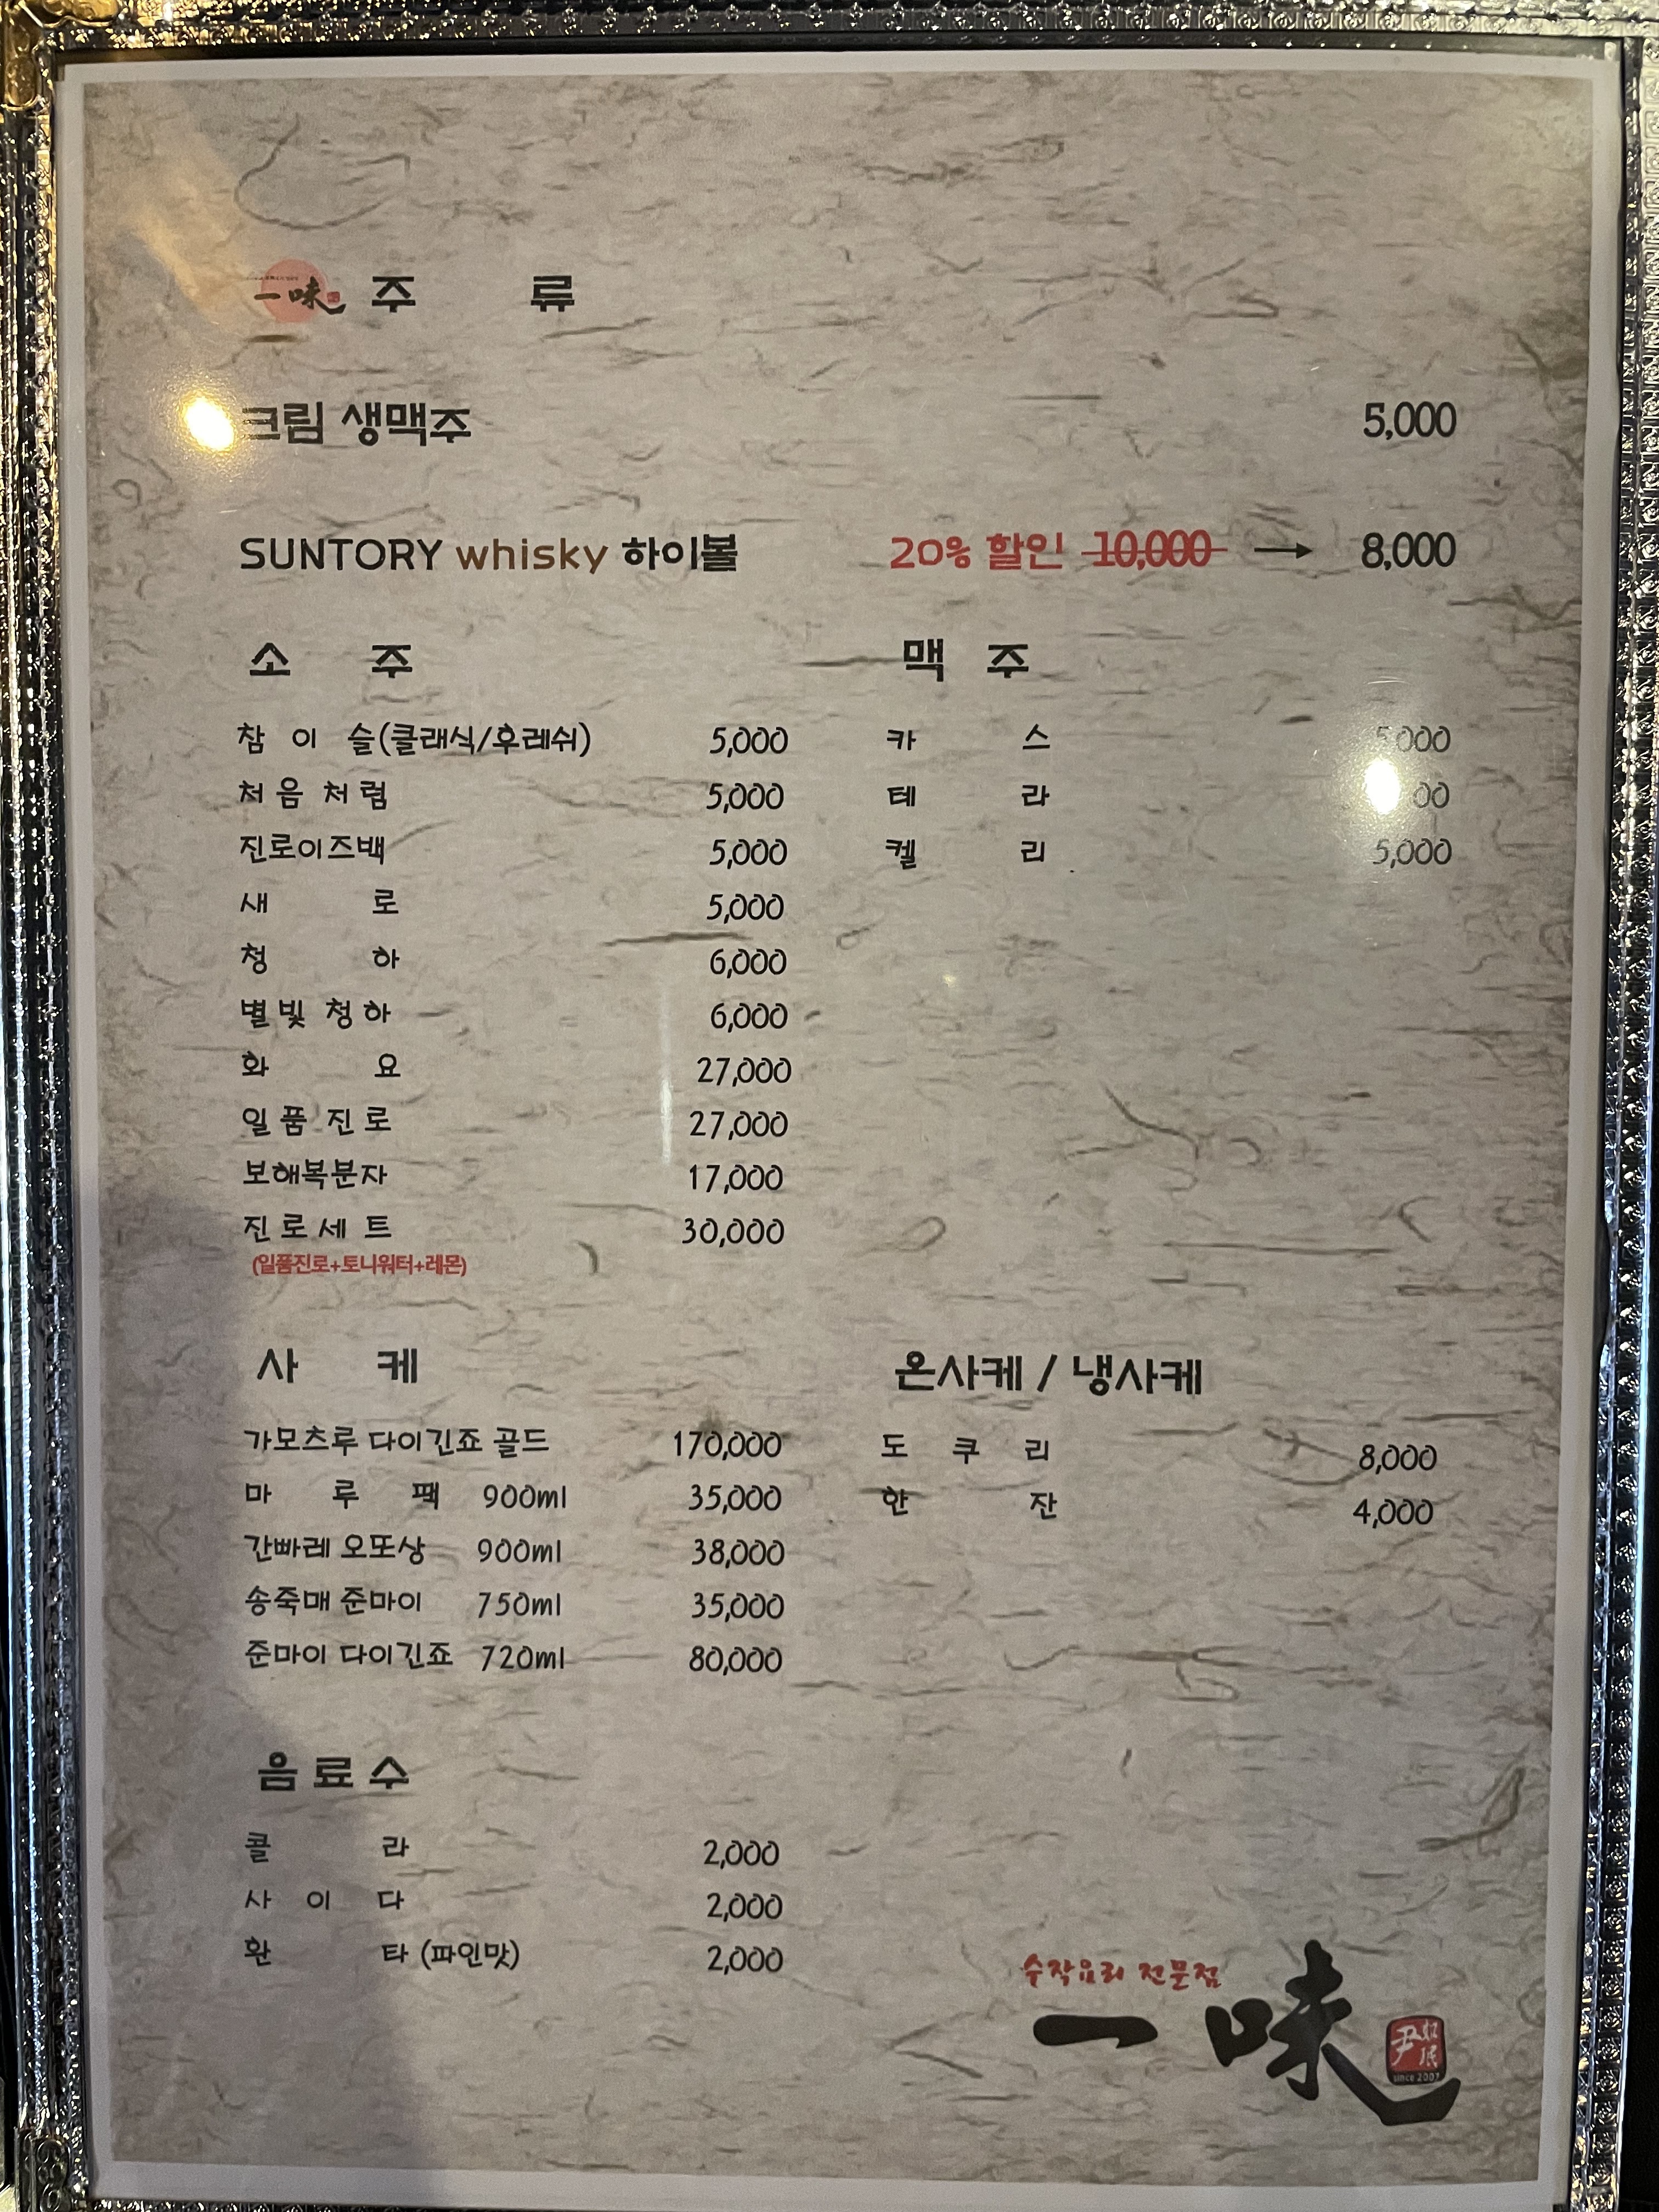 一味 주 류
크림 생맥주 5,000
SUNTORY whisky 하이볼 20% 할인 10,000 → 8,000
소 주
참 이 슬(클래식/후레쉬) 5,000
처 음 처 럼 5,000
진로이즈백 5,000
새 로 5,000
청 하 6,000
별 빛 청 하 6,000
화 요 27,000
일 품 진 로 27,000
보해복분자 17,000
진 로 세 트 30,000
(일품진로+토니워터+레몬)
맥 주
카 스 5,000
테 라
켈 리 5,000
사 케
가모츠루 다이긴죠 골드 170,000
마 루 팩 900ml 35,000
간빠레 오또상 900ml 38,000
송죽매 준마이 750ml 35,000
준마이 다이긴죠 720ml 80,000
온사케 / 냉사케
도 쿠 리 8,000
한 잔 4,000
음 료 수
콜 라 2,000
사 이 다 2,000
환 타 (파인맛) 2,000
수작요리 전문점
一味
尹
since 2007